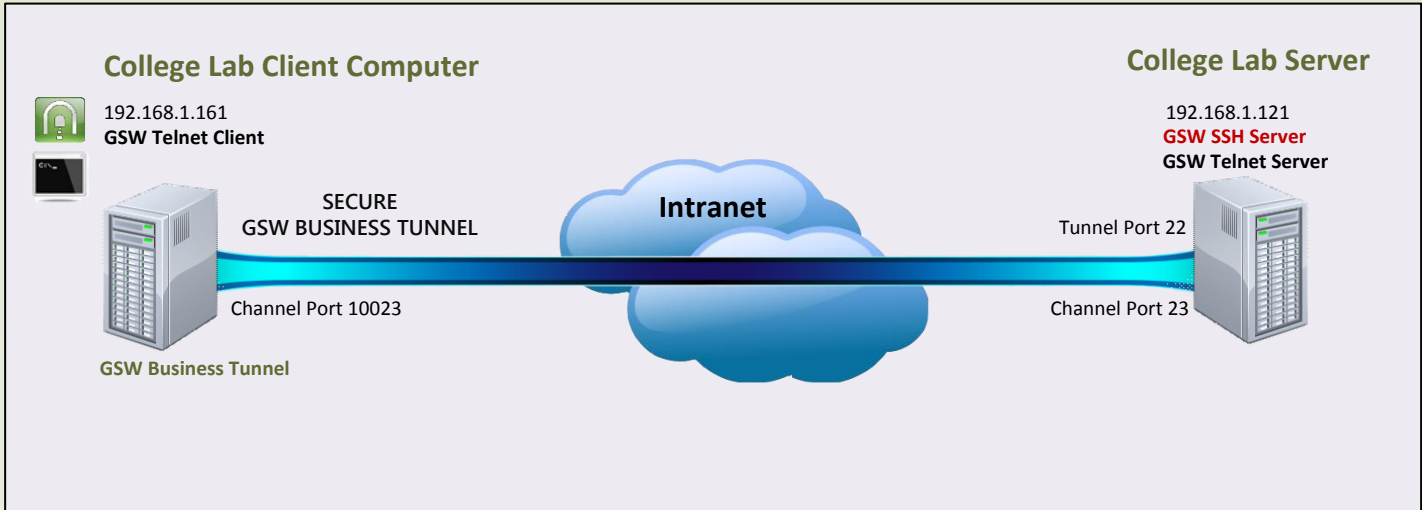 College Lab Client Computer
192.168.1.161
GSW Telnet Client
SECURE
GSW BUSINESS TUNNEL
Channel Port 10023
GSW Business Tunnel
Intranet
College Lab Server
192.168.1.121
GSW SSH Server
GSW Telnet Server
Tunnel Port 22
Channel Port 23